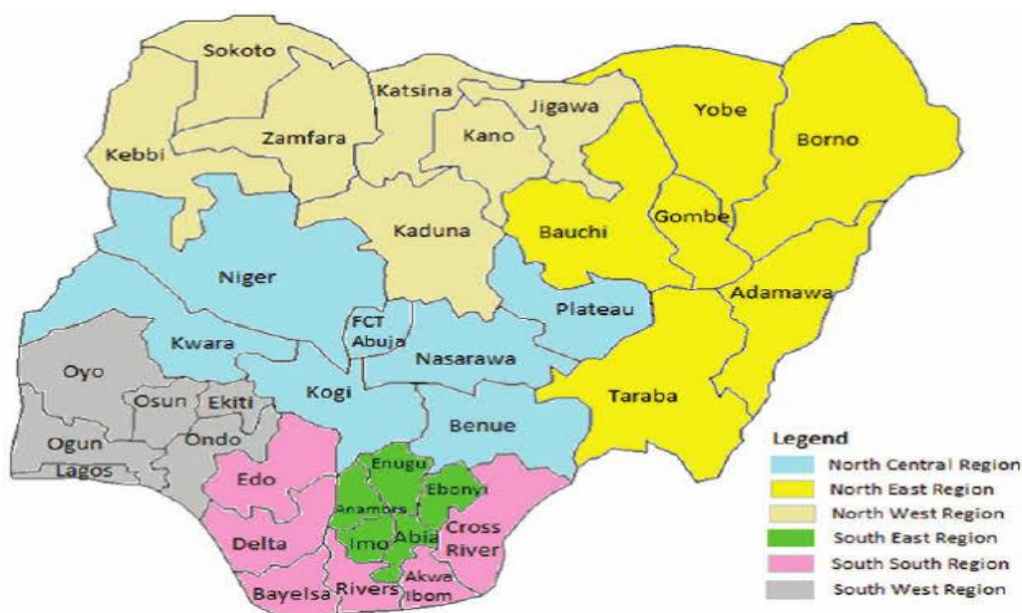 Sokoto
Katsina
Jigawa
Yobe
Borno
Zamfara
Kano
Kebbi
Kaduna
Bauchi
Gombe
Niger
Adamawa
Plateau
FCT
Abuja
Kwara
Nasarawa
Oyo
Kogi
Taraba
Osun
Ekiti
Benue
Ogun
Ondo
Lagos
Enugu
Edo
Ebonyi
Anambra
Delta
Imo
Abia
Cross
River
Bayelsa
Rivers
Akwa
Ibom
Legend
North Central Region
North East Region
North West Region
South East Region
South South Region
South West Region